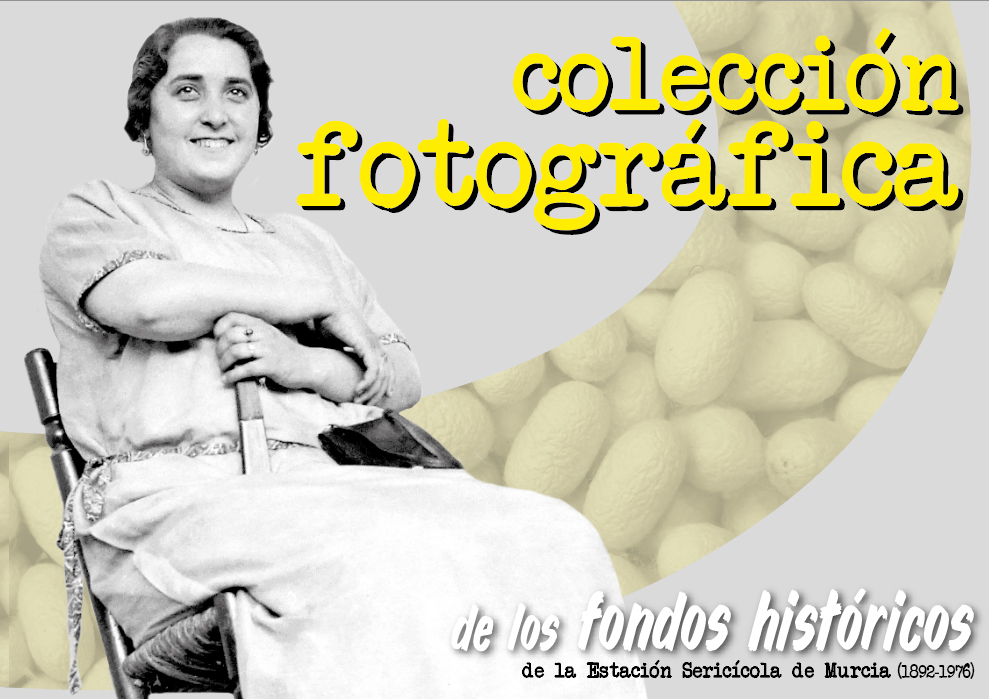 colección
fotográfica
de los fondos históricos
de la Estación Sericícola de Murcia (1892-1976)